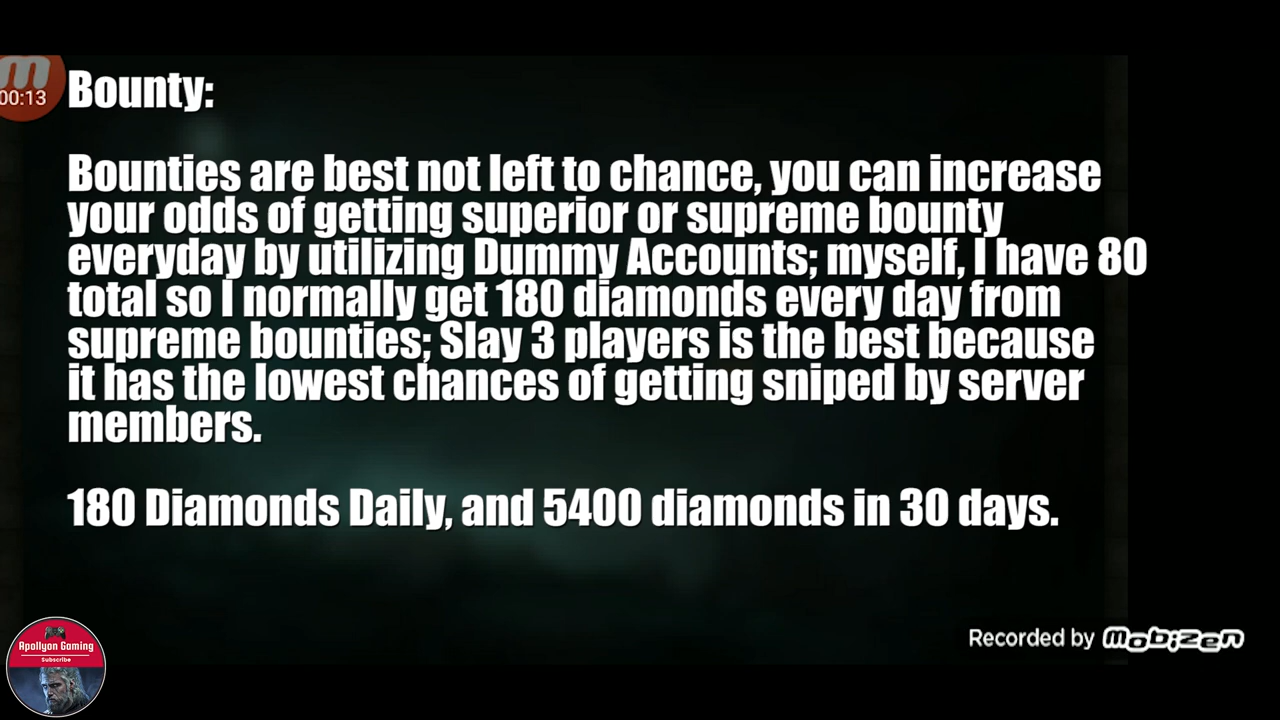 00:13
Bounty:
Bounties are best not left to chance, you can increase
your odds of getting superior or supreme bounty
everyday by utilizing Dummy Accounts; myself, I have 80
total so I normally get 180 diamonds every day from
supreme bounties; Slay 3 players is the best because
it has the lowest chances of getting sniped by server
members.
180 Diamonds Daily, and 5400 diamonds in 30 days.
Recorded by mobizen
Apollyon Gaming
Subscribe